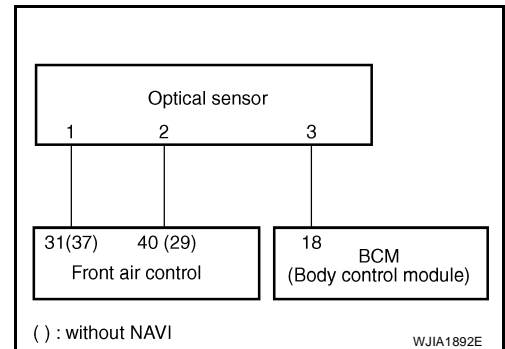 Optical sensor
1 2 3
31(37) 40 (29) 18
Front air control
BCM
(Body control module)
( ) : without NAVI
WJIA1892E